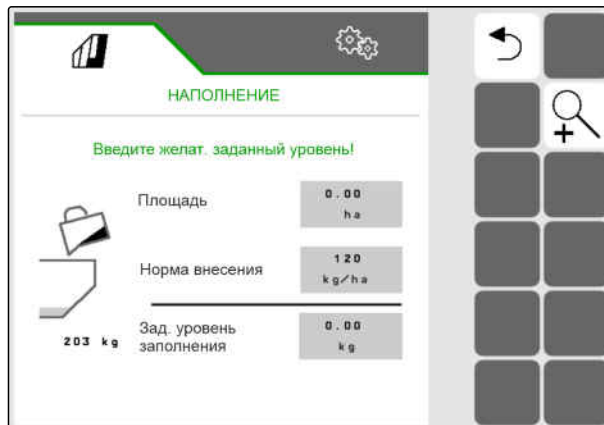 НАПОЛНЕНИЕ
Введите желат. заданный уровень!
Площадь
0.00
ha
Норма внесения
120
kg/ha
203 kg
Зад. уровень
заполнения
0.00
kg